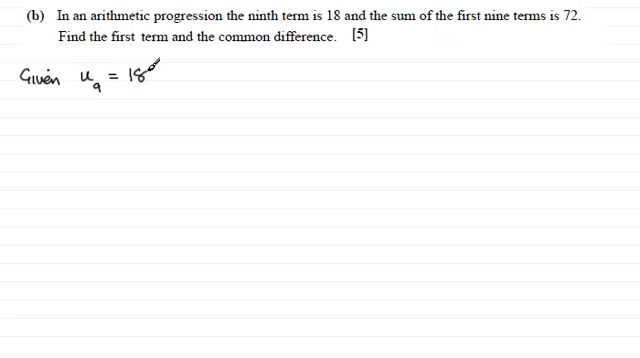 (b) In an arithmetic progression the ninth term is 18 and the sum of the first nine terms is 72.
Find the first term and the common difference. [5]
Given u₉ = 18